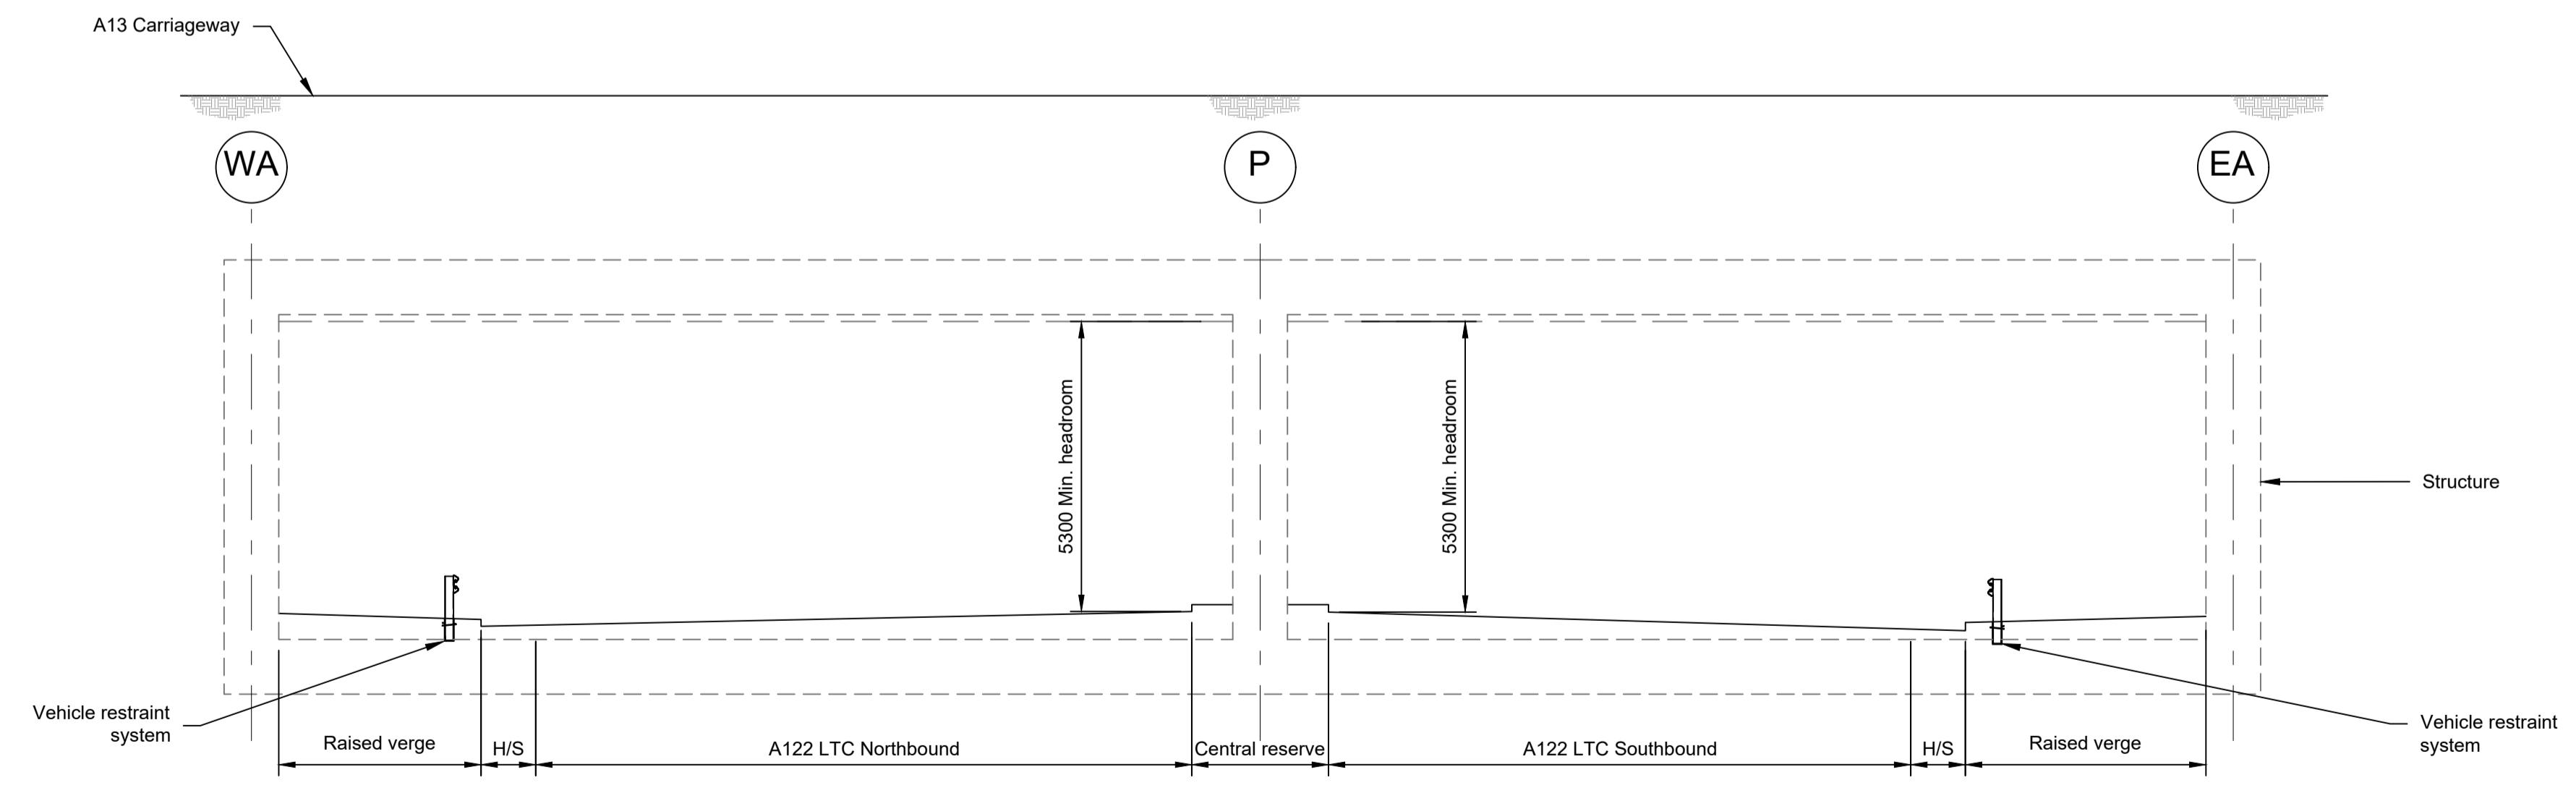 A13 Carriageway
WA
P
EA
5300 Min. headroom
5300 Min. headroom
Structure
Vehicle restraint
system
Raised verge
H/S
A122 LTC Northbound
Central reserve
A122 LTC Southbound
H/S
Raised verge
Vehicle restraint
system